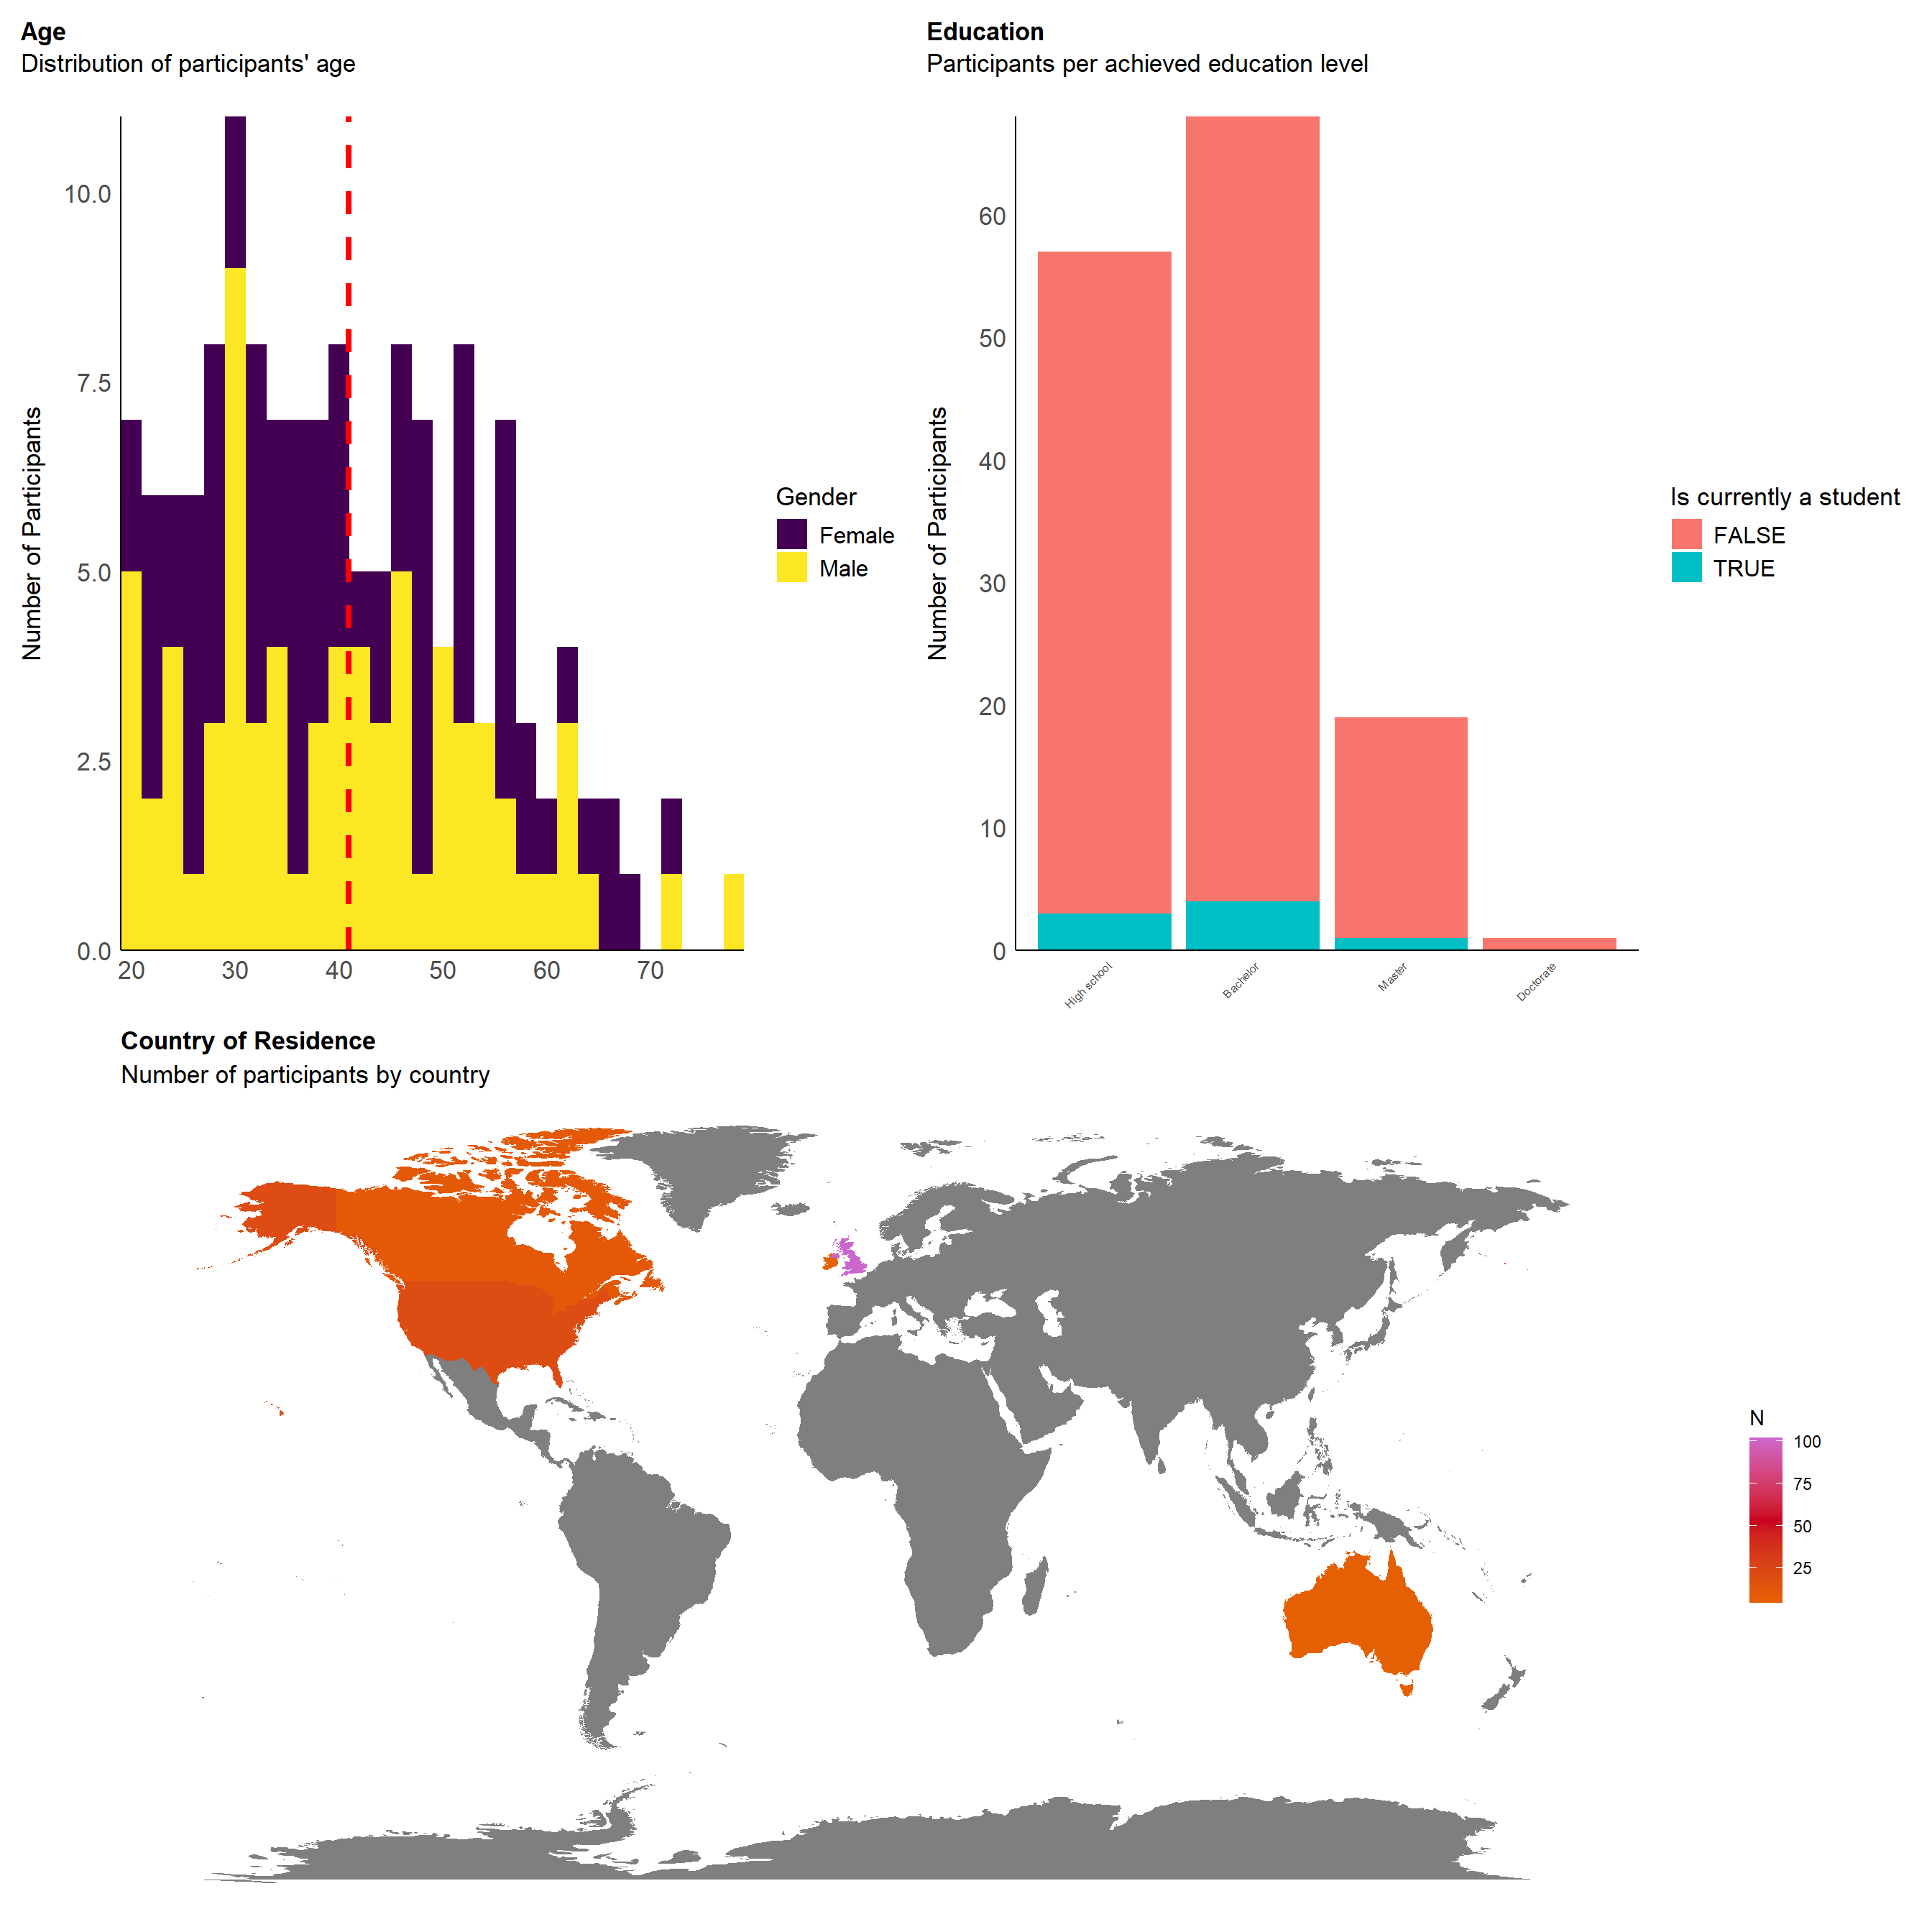 Age
Distribution of participants' age
Number of Participants
10.0
7.5
5.0
2.5
0.0
20 30 40 50 60 70
Gender
Female
Male
Education
Participants per achieved education level
Number of Participants
60
50
40
30
20
10
0
High school
Bachelor
Master
Doctorate
Is currently a student
FALSE
TRUE
Country of Residence
Number of participants by country
N
100
75
50
25